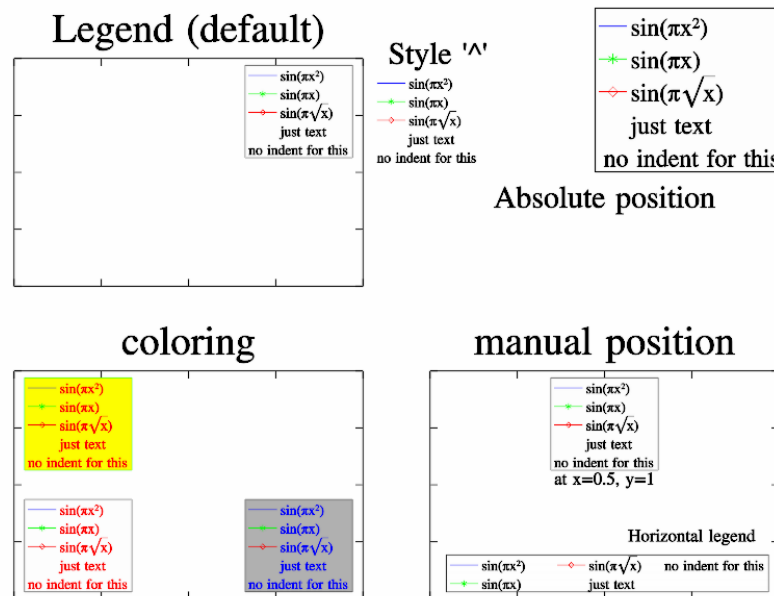 Legend (default)
sin(πx²)
sin(πx)
sin(π√x)
just text
no indent for this
Style '^'
sin(πx²)
sin(πx)
sin(π√x)
just text
no indent for this
sin(πx²)
sin(πx)
sin(π√x)
just text
no indent for this
Absolute position
coloring
sin(πx²)
sin(πx)
sin(π√x)
just text
no indent for this
sin(πx²)
sin(πx)
sin(π√x)
just text
no indent for this
sin(πx²)
sin(πx)
sin(π√x)
just text
no indent for this
manual position
sin(πx²)
sin(πx)
sin(π√x)
just text
no indent for this
at x=0.5, y=1
Horizontal legend
sin(πx²) sin(π√x) no indent for this
sin(πx) just text